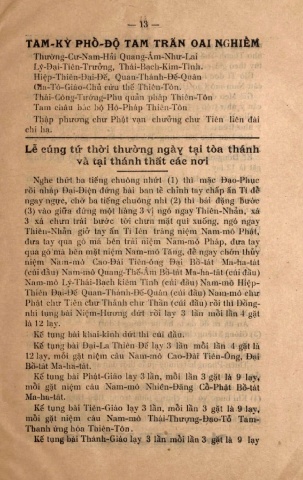 — 13 —
TAM-KỲ PHỔ-ĐỘ TAM TRẤN OAI NGHIÊM
Thường-Cư-Nam-Hải Quang-Âm-Như-Lai
Lý-Đại-Tiên-Trưởng, Thái-Bạch-Kim-Tinh.
Hiệp-Thiên-Đại-Đế, Quan-Thánh-Đế-Quân
Gia-Tô-Giáo-Chủ cứu thế Thiên-Tôn.
Thái-Công-Tướng-Phụ quản pháp Thiên-Tôn
Tam châu bác bộ Hộ-Pháp Thiên-Tôn
Thập phương chư Phật vạn chưởng chư Tiên liên đài
chi hạ.
Lễ cúng tứ thời thường ngày tại tòa thánh
và tại thánh thất các nơi
Nghe thứt ba tiếng chuông nhứt (1) thì mặc Đạo-Phục
rồi nhập Đại-Điện đứng hai bàn tề chỉnh tay chấp ấn Tí để
ngay ngực, chờ ba tiếng chuông nhì (2) thì bái đặng bước
(3) vào giờ đứng một hàng 3 vị ngó ngay Thiên-Nhản, xá
3 xá chưn trái bước tới chưn mặt quì xuống, ngó ngay
Thiên-Nhản giờ tay ấn Tí lên tráng niệm Nam-mô Phật,
đưa tay qua gò má bên trái niệm Nam-mô Pháp, đưa tay
qua gò má bên mặt niệm Nam-mô Tăng, để ngay chớn thủy
niệm Nam-mô Cao-Đài Tiên-ông Đại Bồ-tát Ma-ha-tát
(cúi đầu) Nam-mô Quang-Thế-Âm Bồ-tát Ma-ha-tát (cúi đầu)
Nam-mô Lý-Thái-Bạch kiêm Tinh (cúi đầu) Nam-mô Hiệp-
Thiên Đại-Đế Quan-Thánh-Đế-Quân (cúi đầu) Nam-mô chư
Phật chư Tiên chư Thánh chư Thần (cúi đầu) rồi thì Đồng-
nhi tụng bài Niệm-Hương dứt rồi lạy 3 lần mỗi lần 4 gật
là 12 lạy.
Kế tụng bài khai-kinh dứt thì cúi đầu.
Kế tụng bài Đại-La Thiên-Đế lạy 3 lần mỗi lần 4 gật là
12 lạy, mỗi gật niệm câu Nam-mô Cao-Đài Tiên-Ông, Đại
Bồ-tát Ma-ha-tát.
Kế tụng bài Phật-Giáo lạy 3 lần, mỗi lần 3 gật là 9 lạy,
mỗi gật niệm câu Nam-mô Nhiên-Đăng Cổ-Phật Bồ-tát
Ma-ha-tát.
Kế tụng bài Tiên-Giáo lạy 3 lần, mỗi lần 3 gật là 9 lạy,
mỗi gật niệm câu Nam-mô Thái-Thượng-Đạo-Tổ Tam-
Thanh ứng hóa Thiên-Tôn.
Kế tụng bài Thánh-Giáo lạy 3 lần mỗi lần 3 gật là 9 lạy